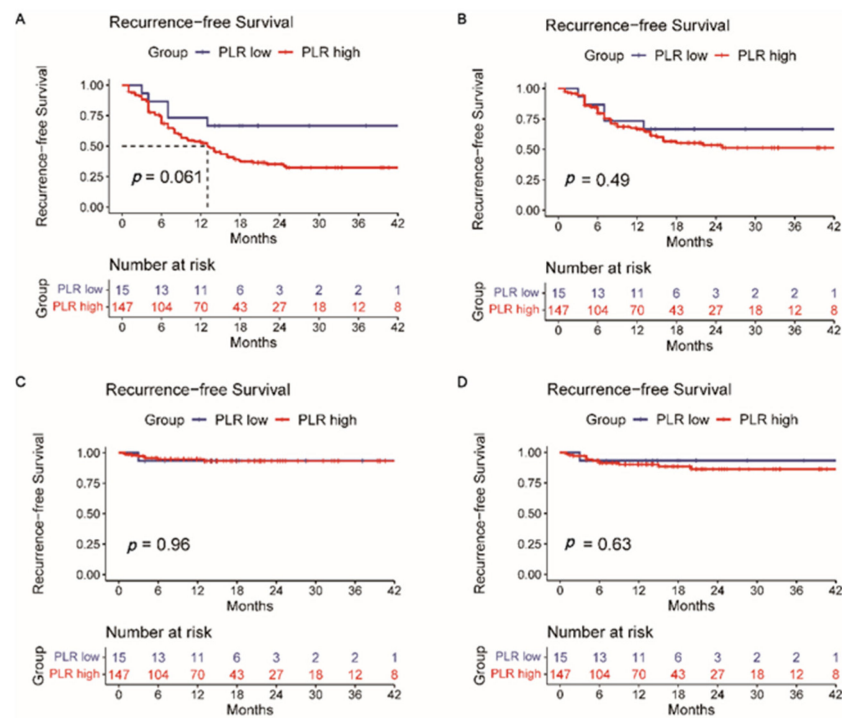 A
Recurrence-free Survival
Group PLR low PLR high
Recurrence-free Survival
1.00
0.75
0.50
0.25
0.00
p = 0.061
0 6 12 18 24 30 36 42
Months
Number at risk
Group
PLR low 15 13 11 6 3 2 2 1
PLR high 147 104 70 43 27 18 12 8
0 6 12 18 24 30 36 42
Months
B
Recurrence-free Survival
Group PLR low PLR high
Recurrence-free Survival
1.00
0.75
0.50
0.25
0.00
p = 0.49
0 6 12 18 24 30 36 42
Months
Number at risk
Group
PLR low 15 13 11 6 3 2 2 1
PLR high 147 104 70 43 27 18 12 8
0 6 12 18 24 30 36 42
Months
C
Recurrence-free Survival
Group PLR low PLR high
Recurrence-free Survival
1.00
0.75
0.50
0.25
0.00
p = 0.96
0 6 12 18 24 30 36 42
Months
Number at risk
Group
PLR low 15 13 11 6 3 2 2 1
PLR high 147 104 70 43 27 18 12 8
0 6 12 18 24 30 36 42
Months
D
Recurrence-free Survival
Group PLR low PLR high
Recurrence-free Survival
1.00
0.75
0.50
0.25
0.00
p = 0.63
0 6 12 18 24 30 36 42
Months
Number at risk
Group
PLR low 15 13 11 6 3 2 2 1
PLR high 147 104 70 43 27 18 12 8
0 6 12 18 24 30 36 42
Months